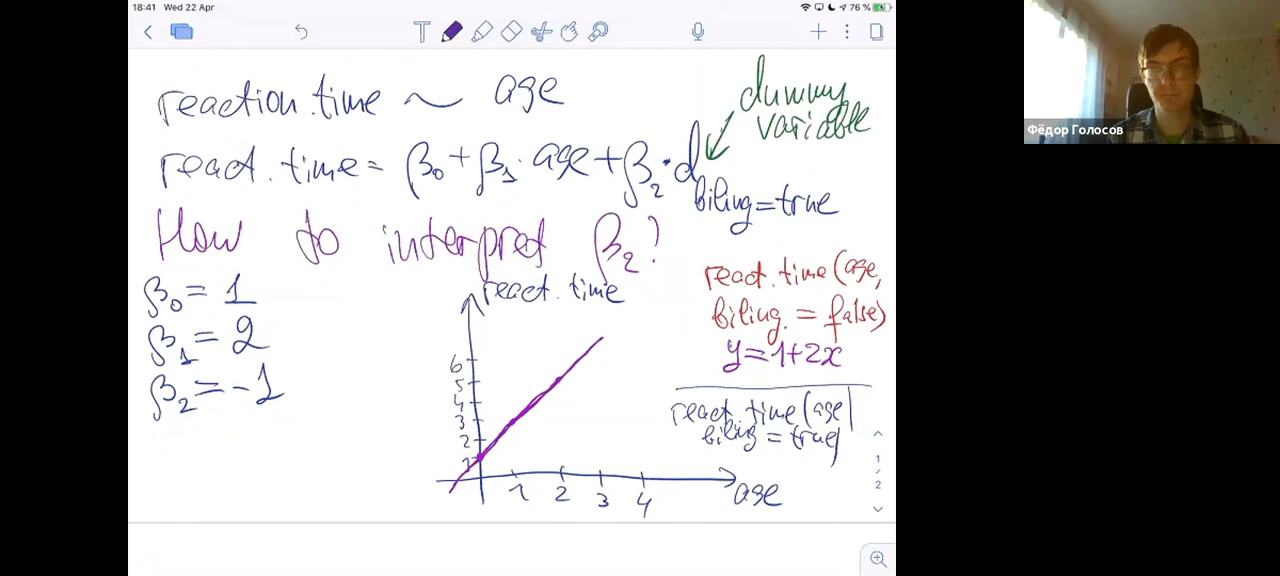 18:41 Wed 22 Apr
76 %
reaction.time ~ age
dummy
variable
react.time = β₀ + β₁ · age + β₂ · d biling=true
How to interpret β₂?
β₀ = 1
β₁ = 2
β₂ = -1
react.time
6
5
4
3
2
1
1 2 3 4
age
react.time(age,
biling. = false)
y=1+2x
react.time(age|
biling = true)
1
/
2
Фёдор Голосов